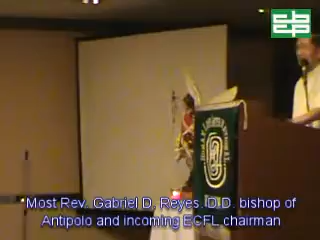 Most Rev. Gabriel D. Reyes, D.D. bishop of
Antipolo and incoming ECFL chairman